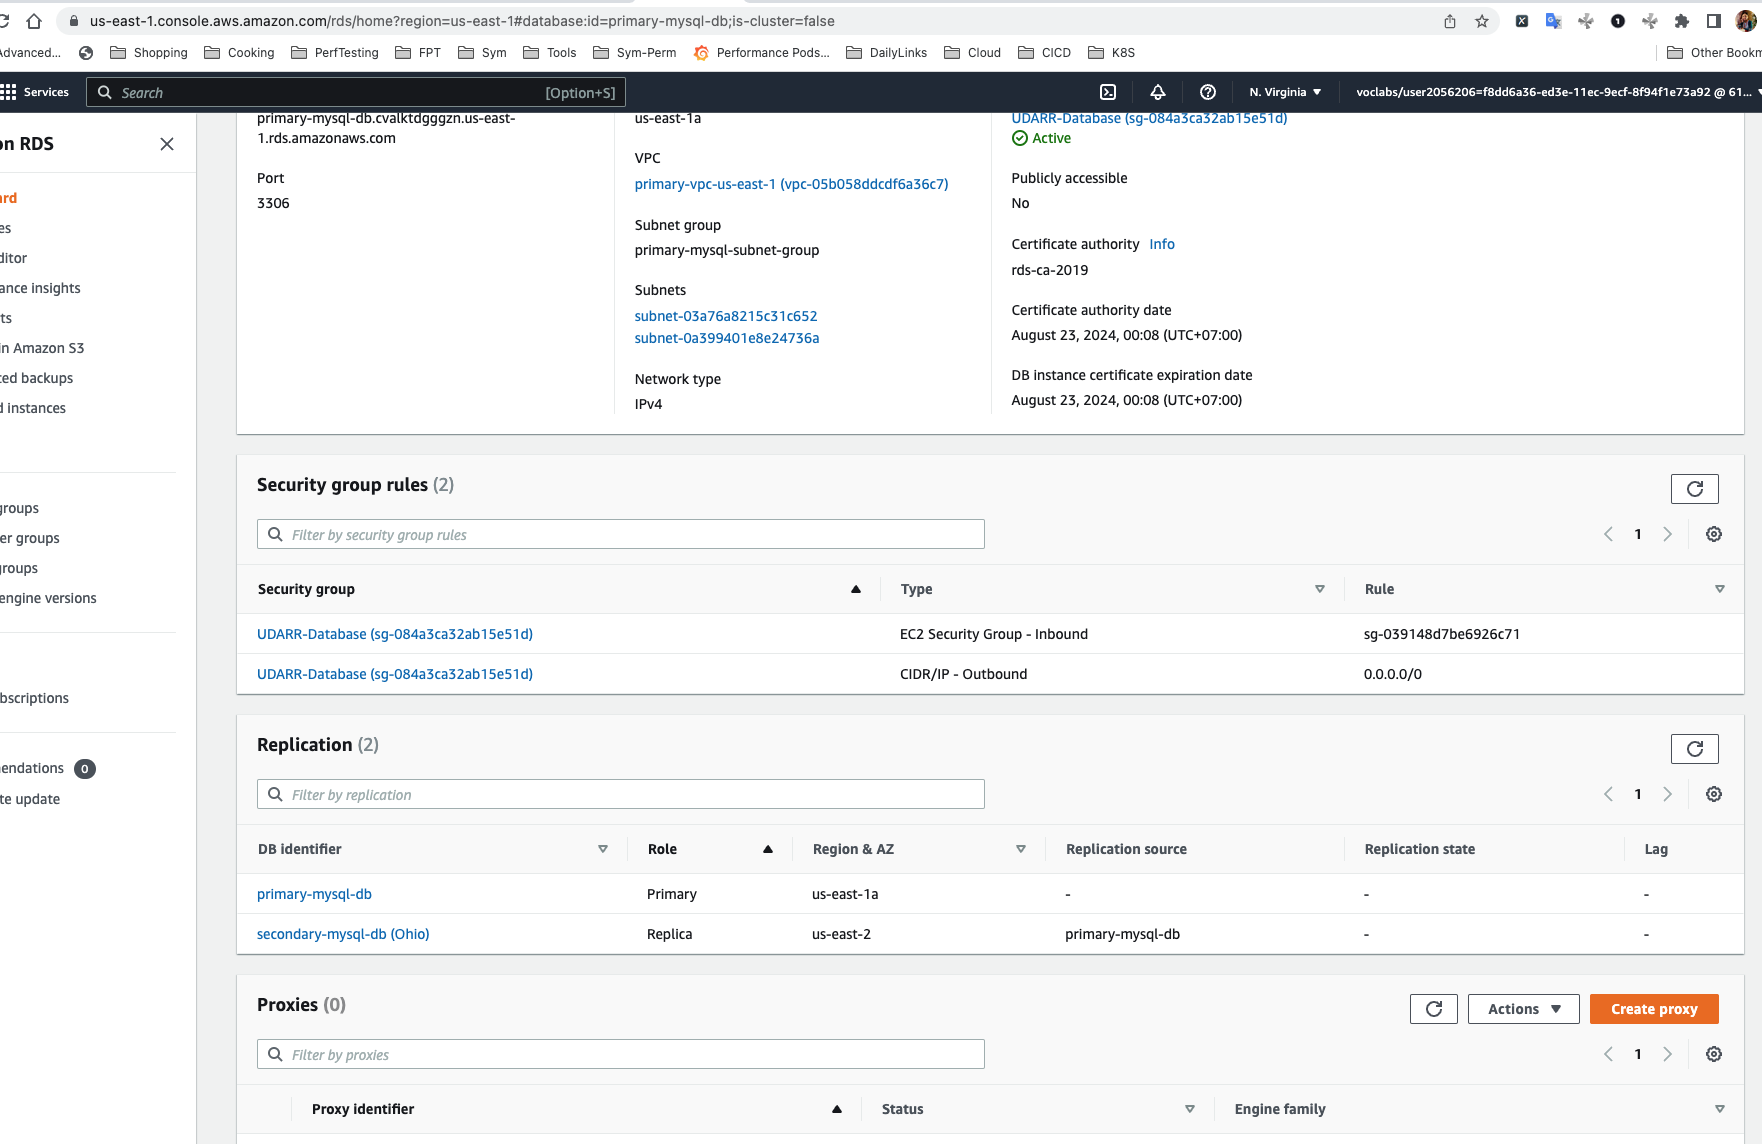 us-east-1.console.aws.amazon.com/rds/home?region=us-east-1#database:id=primary-mysql-db;is-cluster=false
Advanced... Shopping Cooking PerfTesting FPT Sym Tools Sym-Perm Performance Pods... DailyLinks Cloud CICD K8S Other Bookm
Services Search [Option+S] N. Virginia voclabs/user2056206=f8dd6a36-ed3e-11ec-9ecf-8f94f1e73a92 @ 61...
on RDS
ard
es
ditor
ance insights
ts
in Amazon S3
ted backups
d instances
groups
er groups
groups
engine versions
bscriptions
endations 0
te update
primary-mysql-db.cvalktdgggzn.us-east-
1.rds.amazonaws.com
Port
3306
us-east-1a
VPC
primary-vpc-us-east-1 (vpc-05b058ddcdf6a36c7)
Subnet group
primary-mysql-subnet-group
Subnets
subnet-03a76a8215c31c652
subnet-0a399401e8e24736a
Network type
IPv4
UDARR-Database (sg-084a3ca32ab15e51d)
Active
Publicly accessible
No
Certificate authority Info
rds-ca-2019
Certificate authority date
August 23, 2024, 00:08 (UTC+07:00)
DB instance certificate expiration date
August 23, 2024, 00:08 (UTC+07:00)
Security group rules (2)
Filter by security group rules
1
Security group Type Rule
UDARR-Database (sg-084a3ca32ab15e51d) EC2 Security Group - Inbound sg-039148d7be6926c71
UDARR-Database (sg-084a3ca32ab15e51d) CIDR/IP - Outbound 0.0.0.0/0
Replication (2)
Filter by replication
1
DB identifier Role Region & AZ Replication source Replication state Lag
primary-mysql-db Primary us-east-1a - - -
secondary-mysql-db (Ohio) Replica us-east-2 primary-mysql-db - -
Proxies (0)
Actions Create proxy
Filter by proxies
1
Proxy identifier Status Engine family